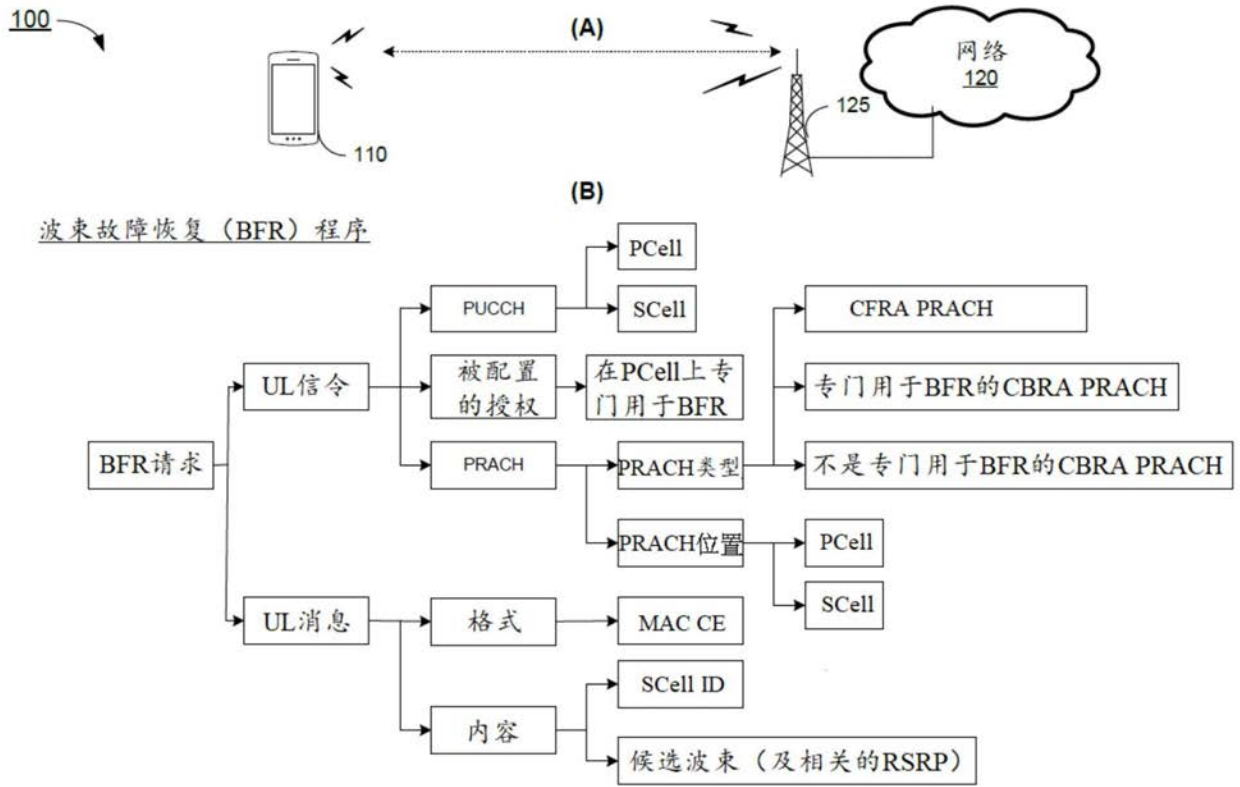 100
(A)
网络
120
125
110
(B)
波束故障恢复（BFR）程序
PCell
PUCCH
SCell
CFRA PRACH
UL信令
被配置
的授权
在PCell上专
门用于BFR
专门用于BFR的CBRA PRACH
BFR请求
PRACH
PRACH类型
不是专门用于BFR的CBRA PRACH
PRACH位置
PCell
SCell
UL消息
格式
MAC CE
SCell ID
内容
候选波束（及相关的RSRP）